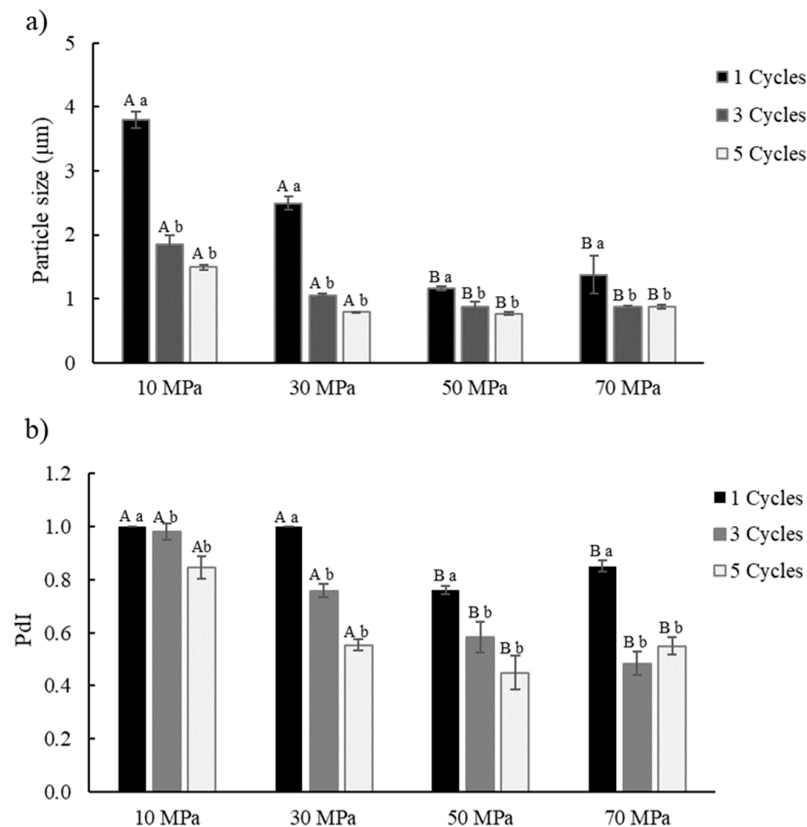 a)
5
4
3
2
1
0
Particle size (μm)
A a
A b
A b
A a
A b
A b
B a
B b
B b
B a
B b
B b
10 MPa
30 MPa
50 MPa
70 MPa
1 Cycles
3 Cycles
5 Cycles
b)
1.2
1.0
0.8
0.6
0.4
0.2
0.0
PdI
A a
A b
Ab
A a
A b
A b
B a
B b
B b
B a
B b
B b
10 MPa
30 MPa
50 MPa
70 MPa
1 Cycles
3 Cycles
5 Cycles